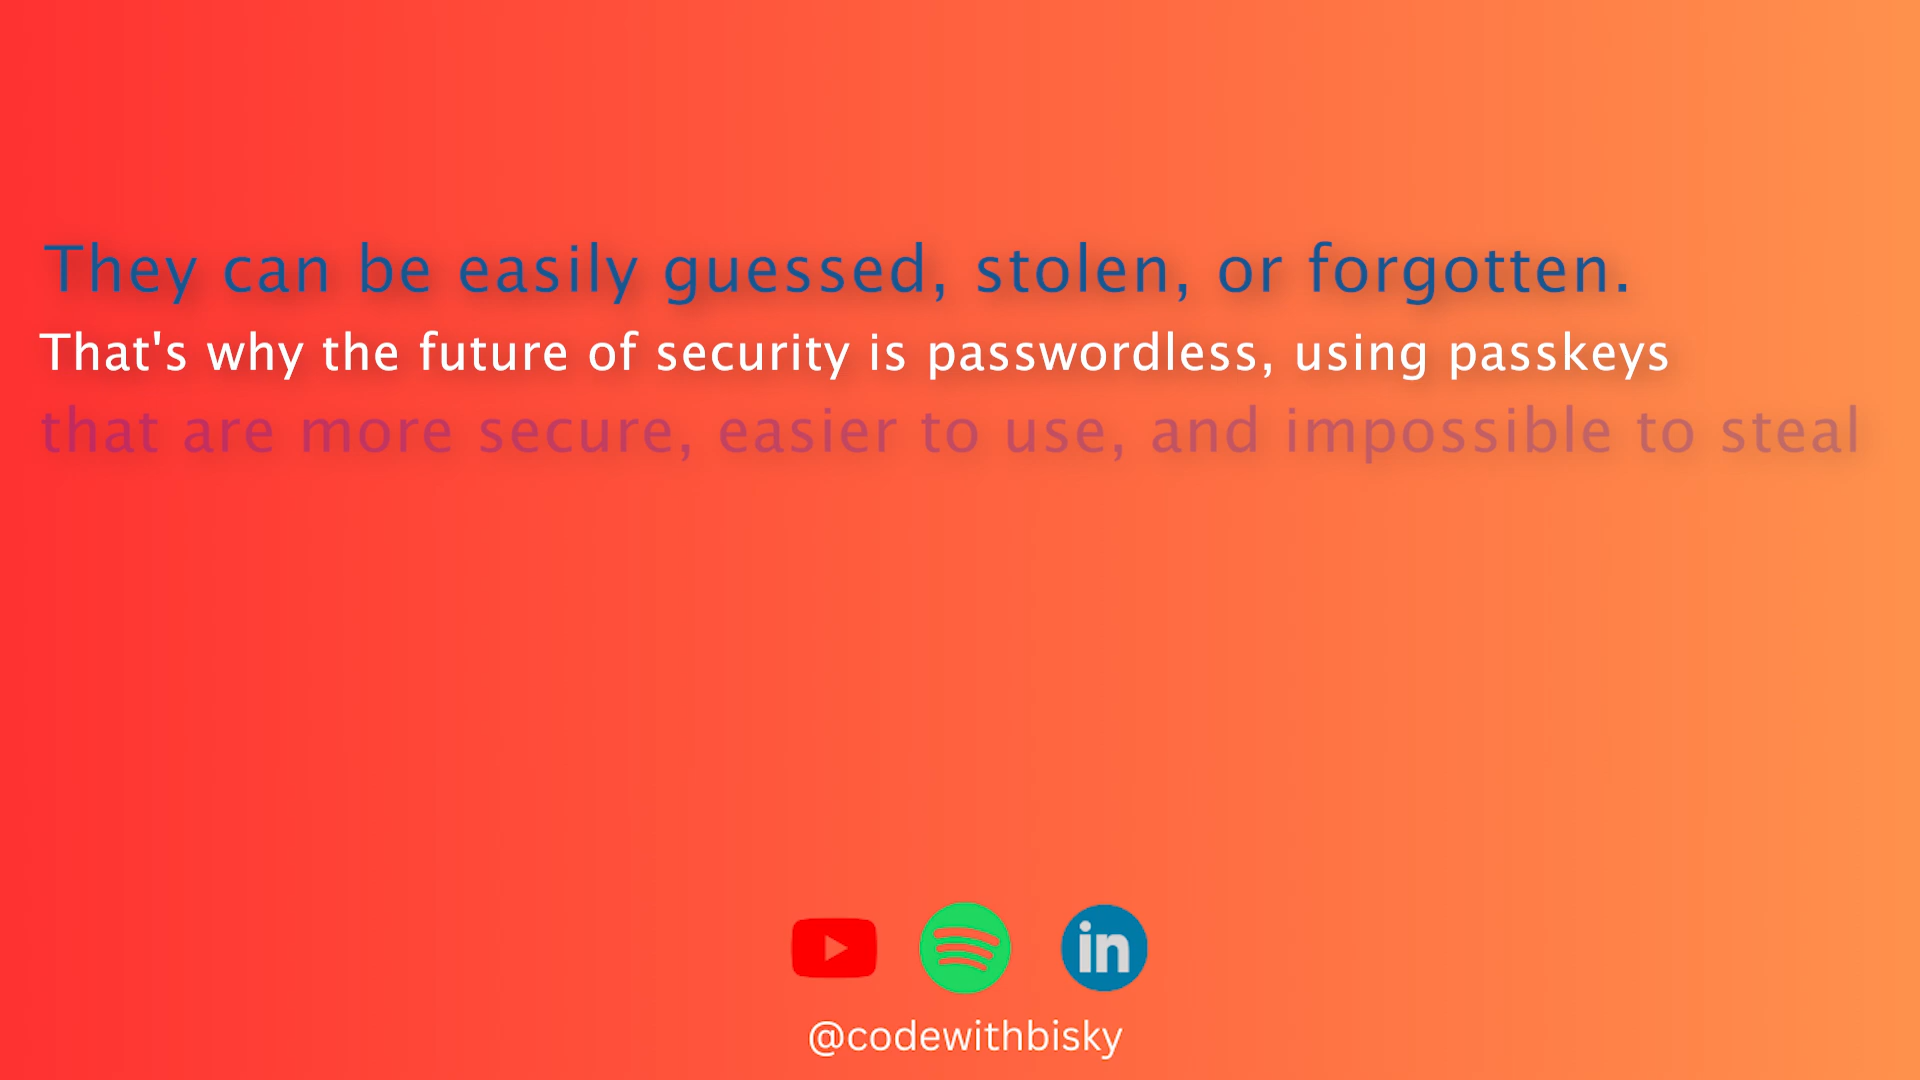 They can be easily guessed, stolen, or forgotten.
That's why the future of security is passwordless, using passkeys
that are more secure, easier to use, and impossible to steal
in
@codewithbisky